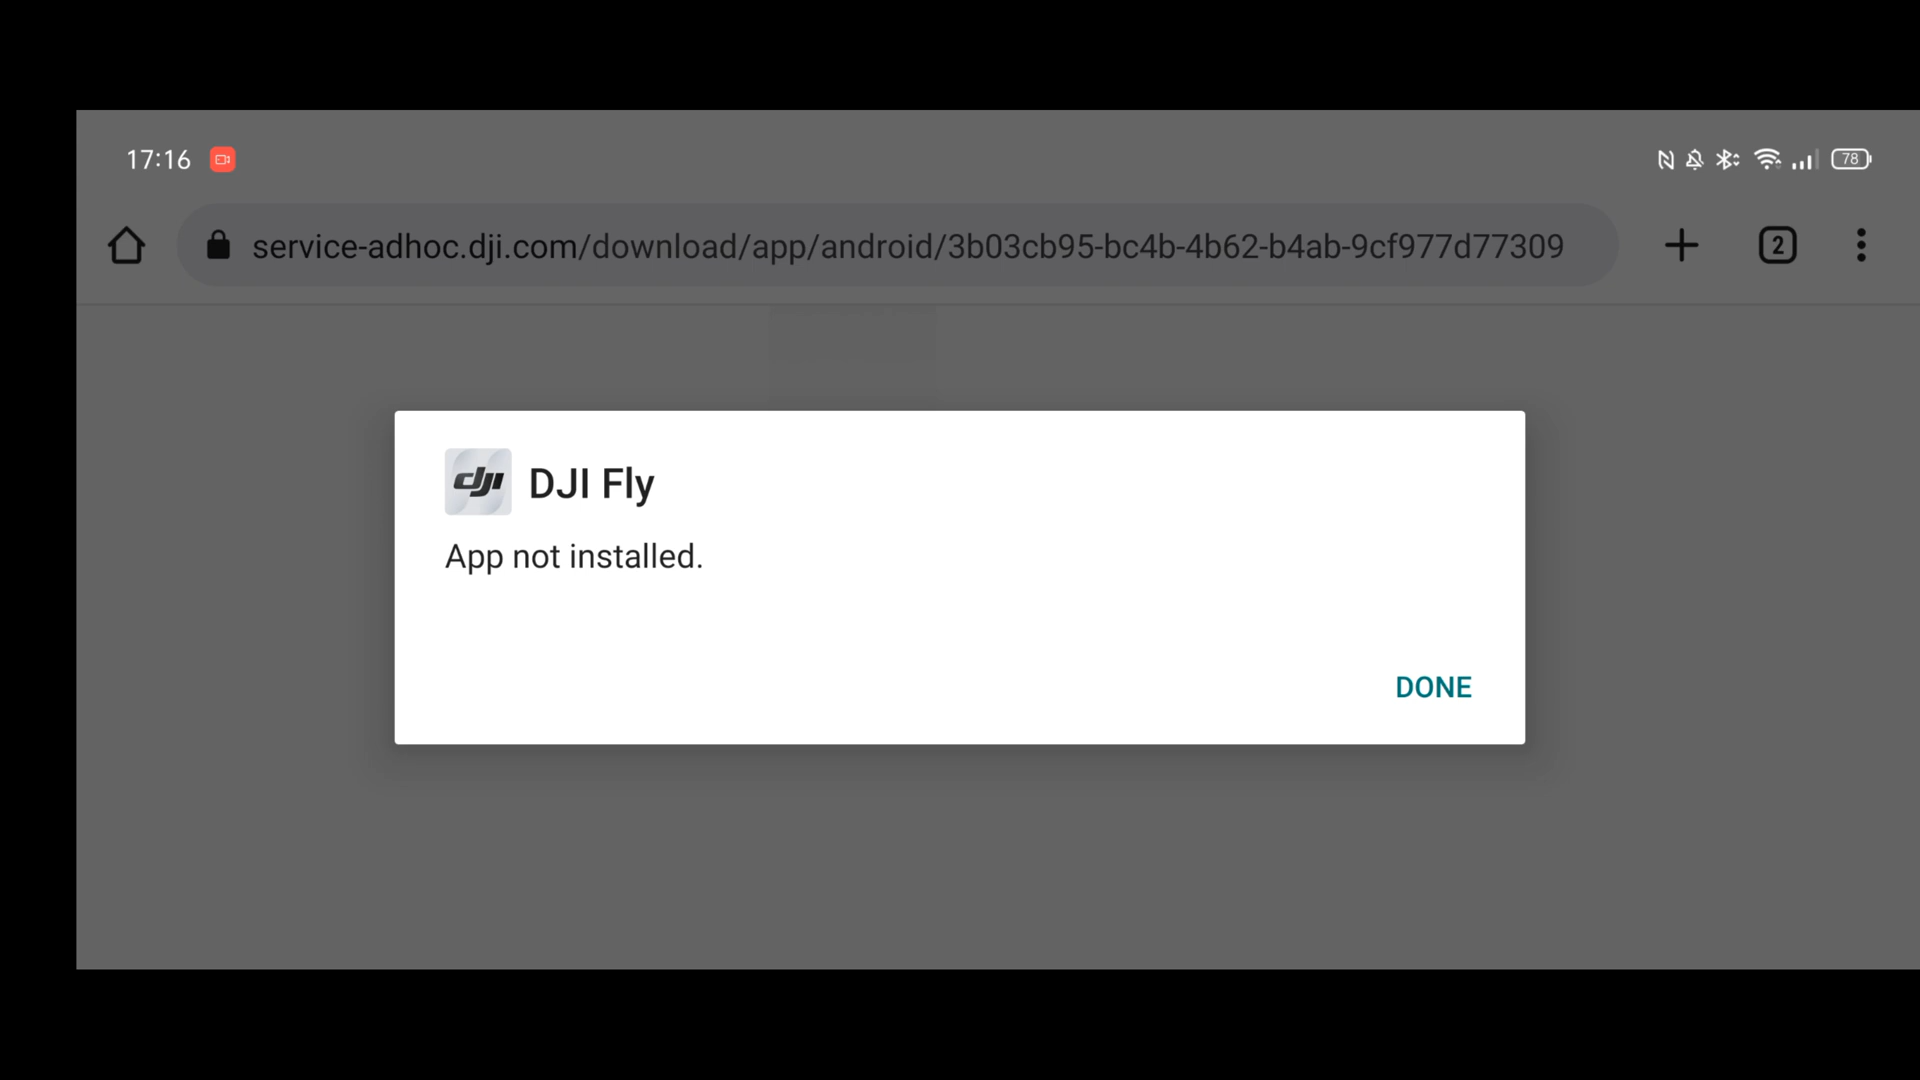 17:16
78
service-adhoc.dji.com/download/app/android/3b03cb95-bc4b-4b62-b4ab-9cf977d77309
2
dji DJI Fly
App not installed.
DONE